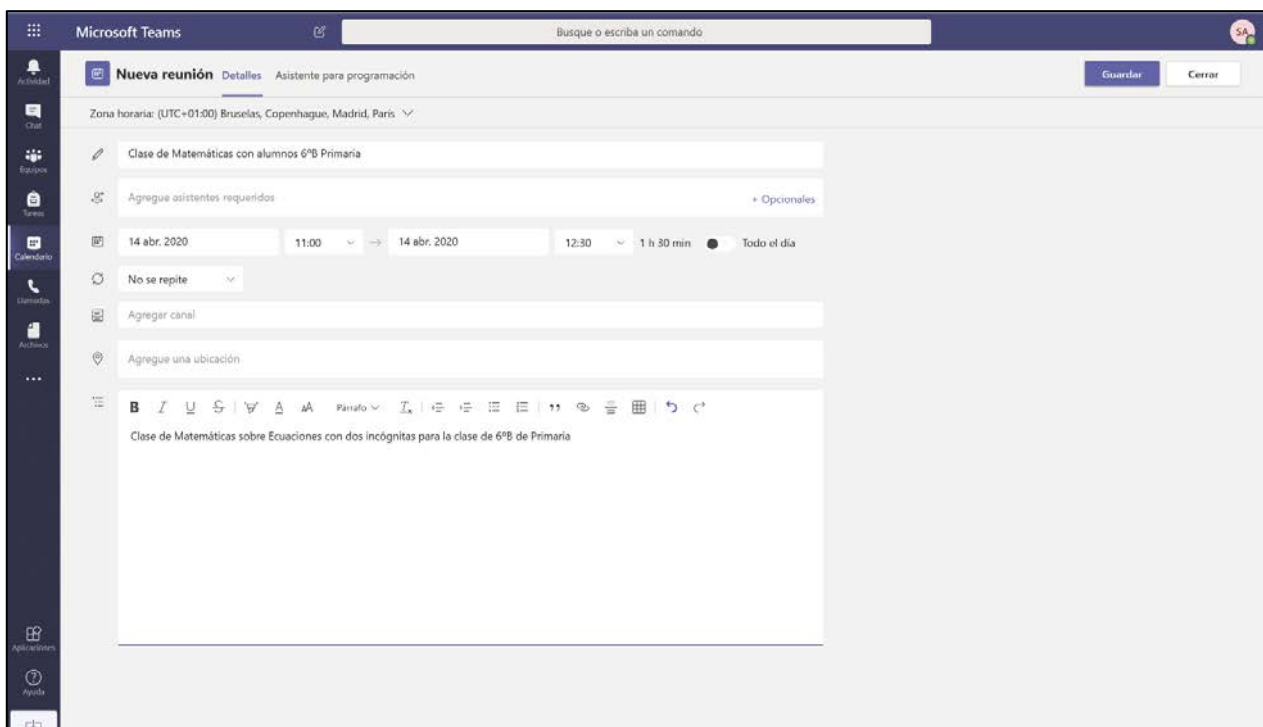 Microsoft Teams
Busque o escriba un comando
SA
Actividad
Chat
Equipos
Tareas
Calendario
Llamadas
Archivos
Aplicaciones
Ayuda
Nueva reunión Detalles Asistente para programación
Guardar Cerrar
Zona horaria: (UTC+01:00) Bruselas, Copenhague, Madrid, París
Clase de Matemáticas con alumnos 6ºB Primaria
Agregue asistentes requeridos + Opcionales
14 abr. 2020 11:00 → 14 abr. 2020 12:30 1 h 30 min Todo el día
No se repite
Agregar canal
Agregue una ubicación
B I U S A AA Párrafo
Clase de Matemáticas sobre Ecuaciones con dos incógnitas para la clase de 6ºB de Primaria